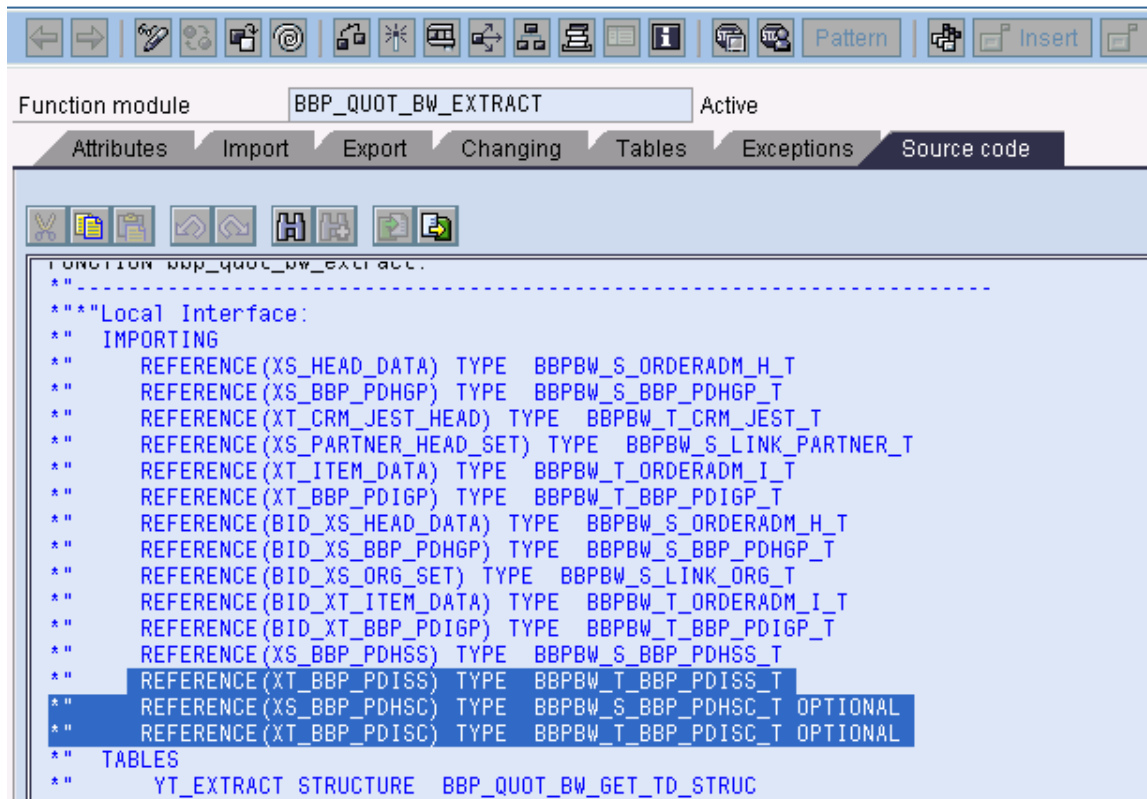 Pattern Insert
Function module BBP_QUOT_BW_EXTRACT Active
Attributes Import Export Changing Tables Exceptions Source code
FUNCTION bbp_quot_bw_extract.
*"----------------------------------------------------------------------
*"*"Local Interface:
*" IMPORTING
*" REFERENCE(XS_HEAD_DATA) TYPE BBPBW_S_ORDERADM_H_T
*" REFERENCE(XS_BBP_PDHGP) TYPE BBPBW_S_BBP_PDHGP_T
*" REFERENCE(XT_CRM_JEST_HEAD) TYPE BBPBW_T_CRM_JEST_T
*" REFERENCE(XS_PARTNER_HEAD_SET) TYPE BBPBW_S_LINK_PARTNER_T
*" REFERENCE(XT_ITEM_DATA) TYPE BBPBW_T_ORDERADM_I_T
*" REFERENCE(XT_BBP_PDIGP) TYPE BBPBW_T_BBP_PDIGP_T
*" REFERENCE(BID_XS_HEAD_DATA) TYPE BBPBW_S_ORDERADM_H_T
*" REFERENCE(BID_XS_BBP_PDHGP) TYPE BBPBW_S_BBP_PDHGP_T
*" REFERENCE(BID_XS_ORG_SET) TYPE BBPBW_S_LINK_ORG_T
*" REFERENCE(BID_XT_ITEM_DATA) TYPE BBPBW_T_ORDERADM_I_T
*" REFERENCE(BID_XT_BBP_PDIGP) TYPE BBPBW_T_BBP_PDIGP_T
*" REFERENCE(XS_BBP_PDHSS) TYPE BBPBW_S_BBP_PDHSS_T
*" REFERENCE(XT_BBP_PDISS) TYPE BBPBW_T_BBP_PDISS_T
*" REFERENCE(XS_BBP_PDHSC) TYPE BBPBW_S_BBP_PDHSC_T OPTIONAL
*" REFERENCE(XT_BBP_PDISC) TYPE BBPBW_T_BBP_PDISC_T OPTIONAL
*" TABLES
*" YT_EXTRACT STRUCTURE BBP_QUOT_BW_GET_TD_STRUC